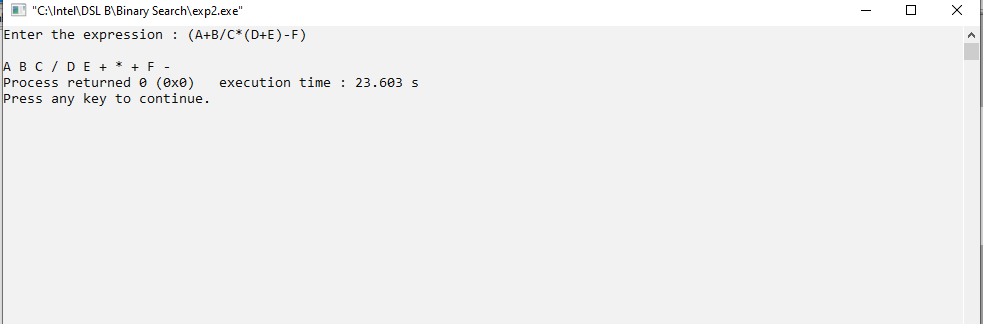 "C:\Intel\DSL B\Binary Search\exp2.exe"
Enter the expression : (A+B/C*(D+E)-F)
A B C / D E + * + F -
Process returned 0 (0x0)   execution time : 23.603 s
Press any key to continue.